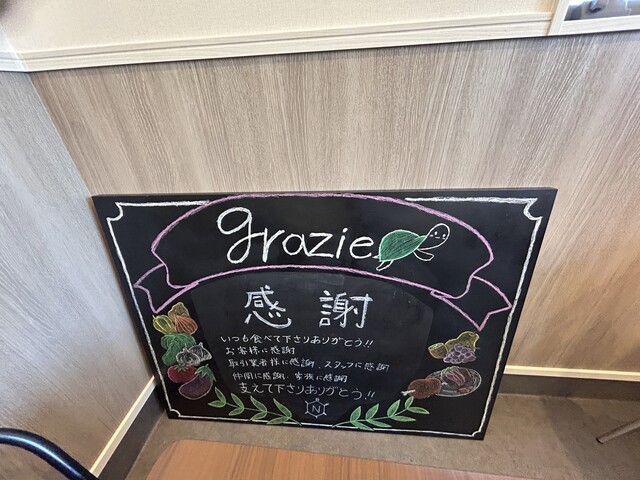 grazie
感謝
いつも食べて下さりありがとう!!
お客様に感謝
取引業者様に感謝、スタッフに感謝
仲間に感謝、家族に感謝
支えて下さりありがとう!!
N